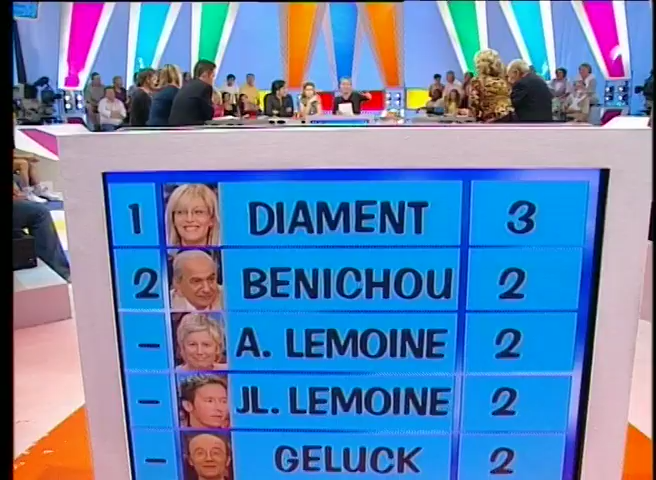 1 DIAMENT 3
2 BENICHOU 2
- A. LEMOINE 2
- JL. LEMOINE 2
- GELUCK 2